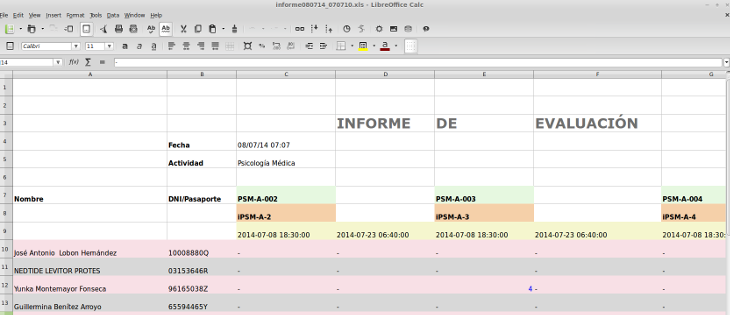 informe080714_070710.xls - LibreOffice Calc
File Edit View Insert Format Tools Data Window Help
Calibri 11
I14 f(x) Σ = -
A B C D E F G
1
2
3 INFORME DE EVALUACIÓN
4 Fecha 08/07/14 07:07
5 Actividad Psicología Médica
6
7 Nombre DNI/Pasaporte PSM-A-002 PSM-A-003 PSM-A-004
8 iPSM-A-2 iPSM-A-3 iPSM-A-4
9 2014-07-08 18:30:00 2014-07-23 06:40:00 2014-07-08 18:30:00 2014-07-23 06:40:00 2014-07-08 18:30:
10 José Antonio Lobon Hernández 10008880Q - - - - -
11 NEDTIDE LEVITOR PROTES 03153646R - - - - -
12 Yunka Montemayor Fonseca 96165038Z - - 4 - -
13 Guillermina Benítez Arroyo 65594465Y - - - - -